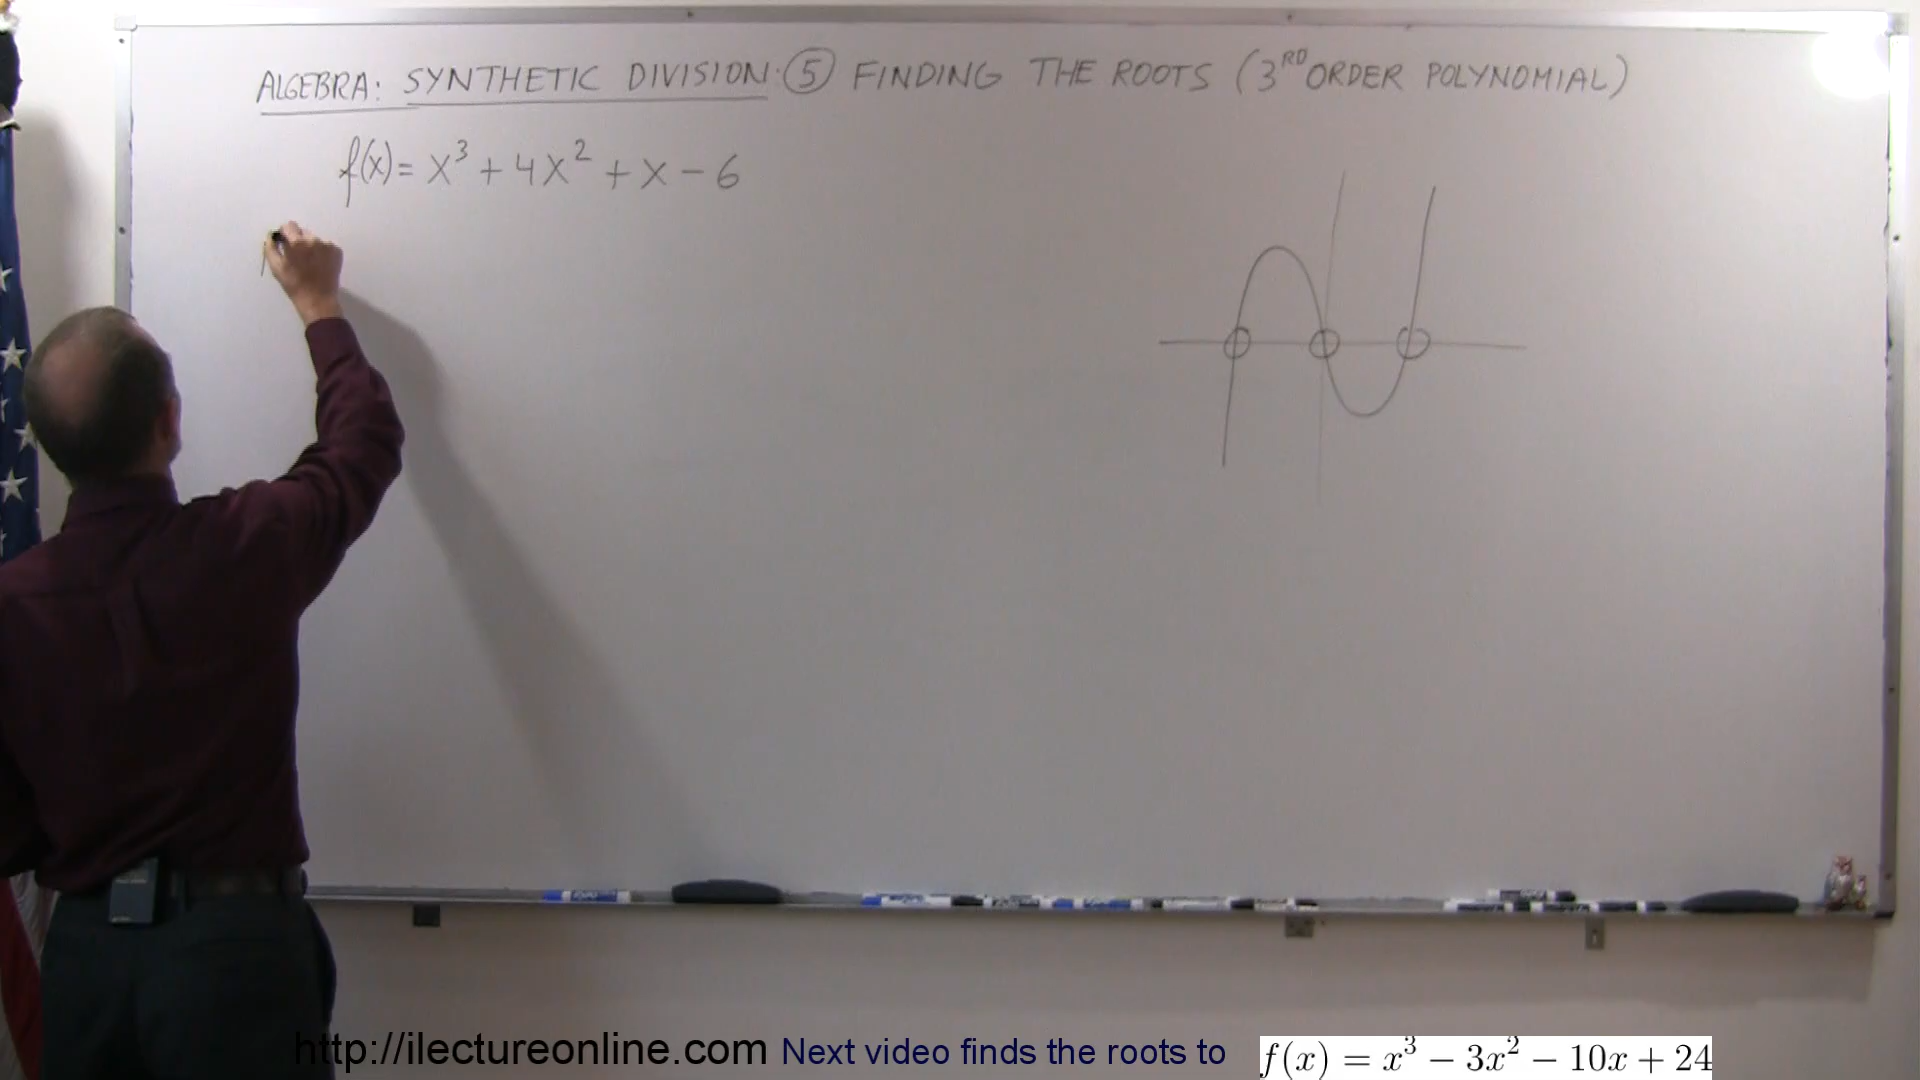 ALGEBRA: SYNTHETIC DIVISION: ⑤ FINDING THE ROOTS (3RD ORDER POLYNOMIAL)
f(x) = x³ + 4x² + x - 6
http://ilectureonline.com Next video finds the roots to f(x) = x³ − 3x² − 10x + 24